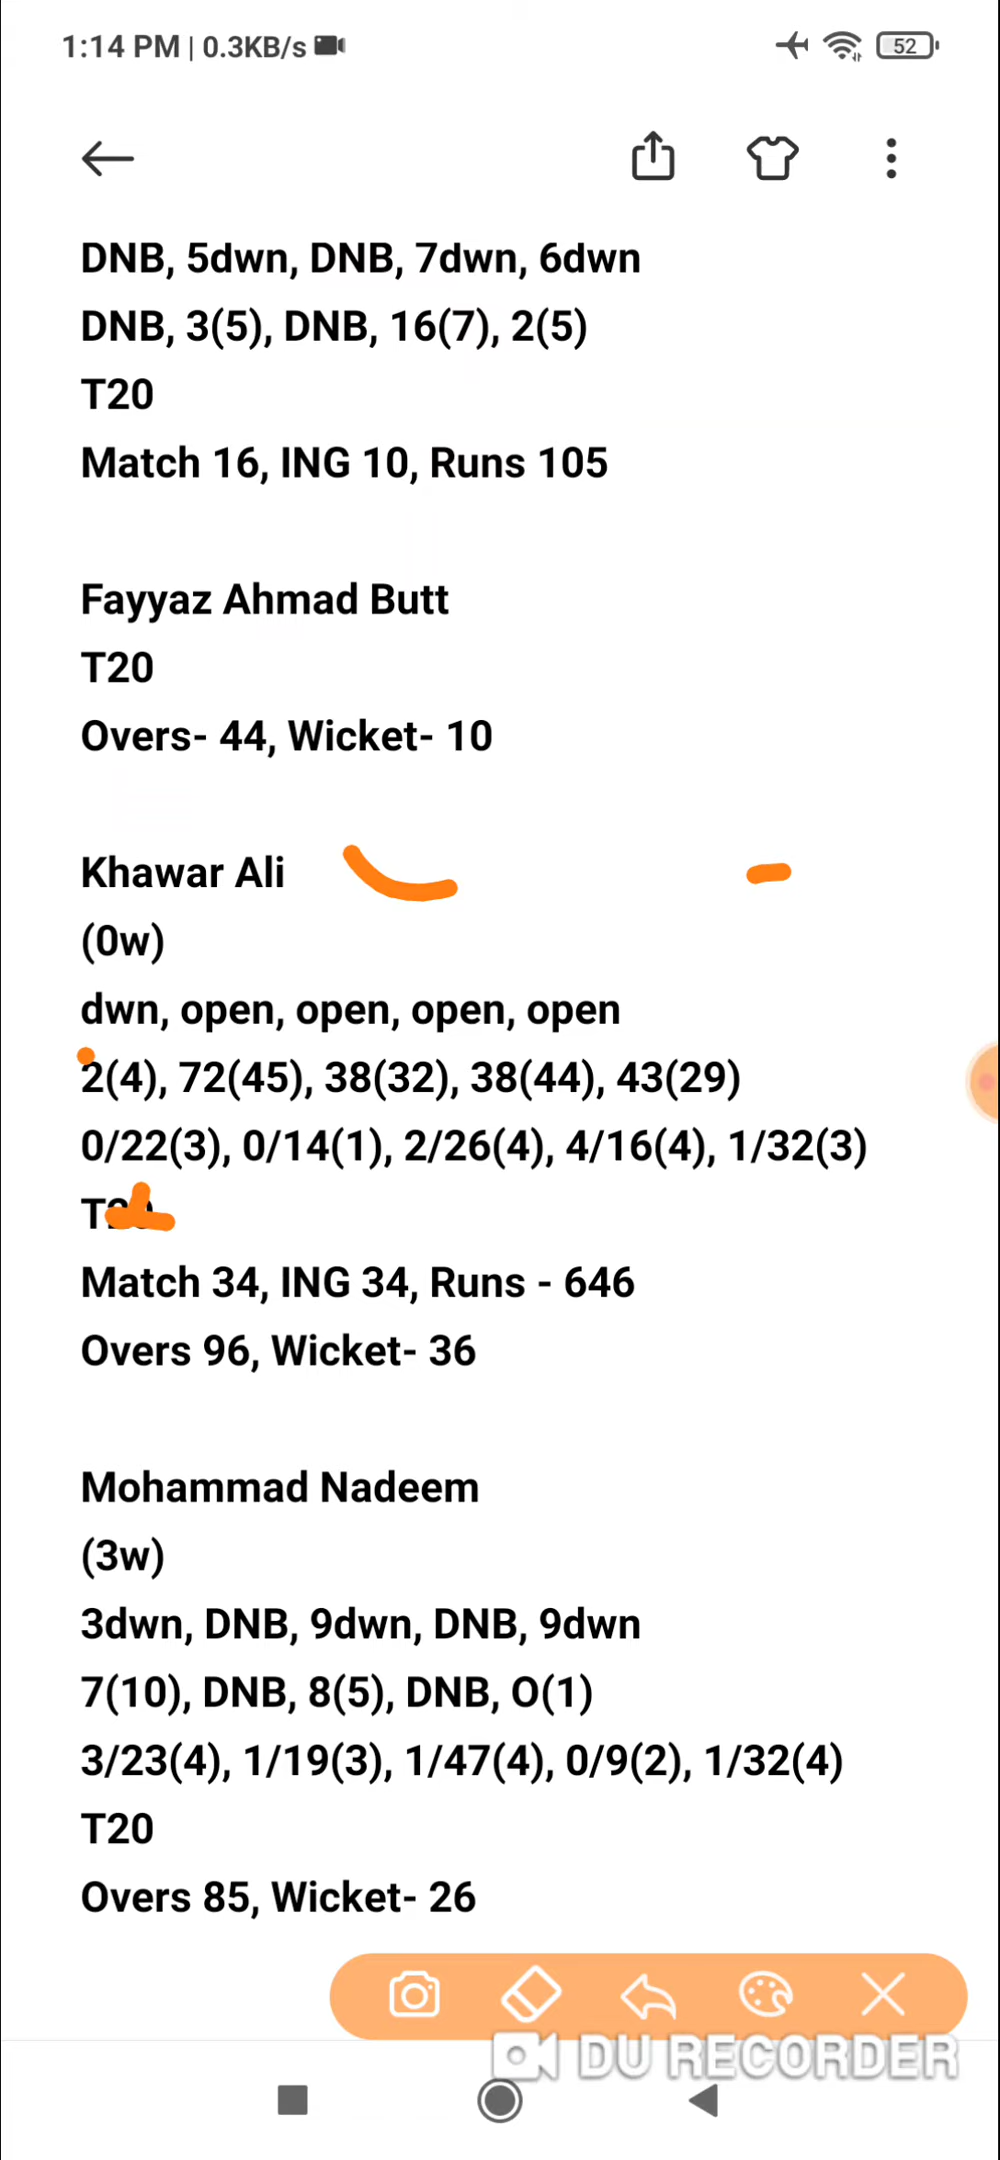 1:14 PM | 0.3KB/s
52
DNB, 5dwn, DNB, 7dwn, 6dwn
DNB, 3(5), DNB, 16(7), 2(5)
T20
Match 16, ING 10, Runs 105
Fayyaz Ahmad Butt
T20
Overs- 44, Wicket- 10
Khawar Ali
(0w)
dwn, open, open, open, open
2(4), 72(45), 38(32), 38(44), 43(29)
0/22(3), 0/14(1), 2/26(4), 4/16(4), 1/32(3)
T20
Match 34, ING 34, Runs - 646
Overs 96, Wicket- 36
Mohammad Nadeem
(3w)
3dwn, DNB, 9dwn, DNB, 9dwn
7(10), DNB, 8(5), DNB, O(1)
3/23(4), 1/19(3), 1/47(4), 0/9(2), 1/32(4)
T20
Overs 85, Wicket- 26
DU RECORDER